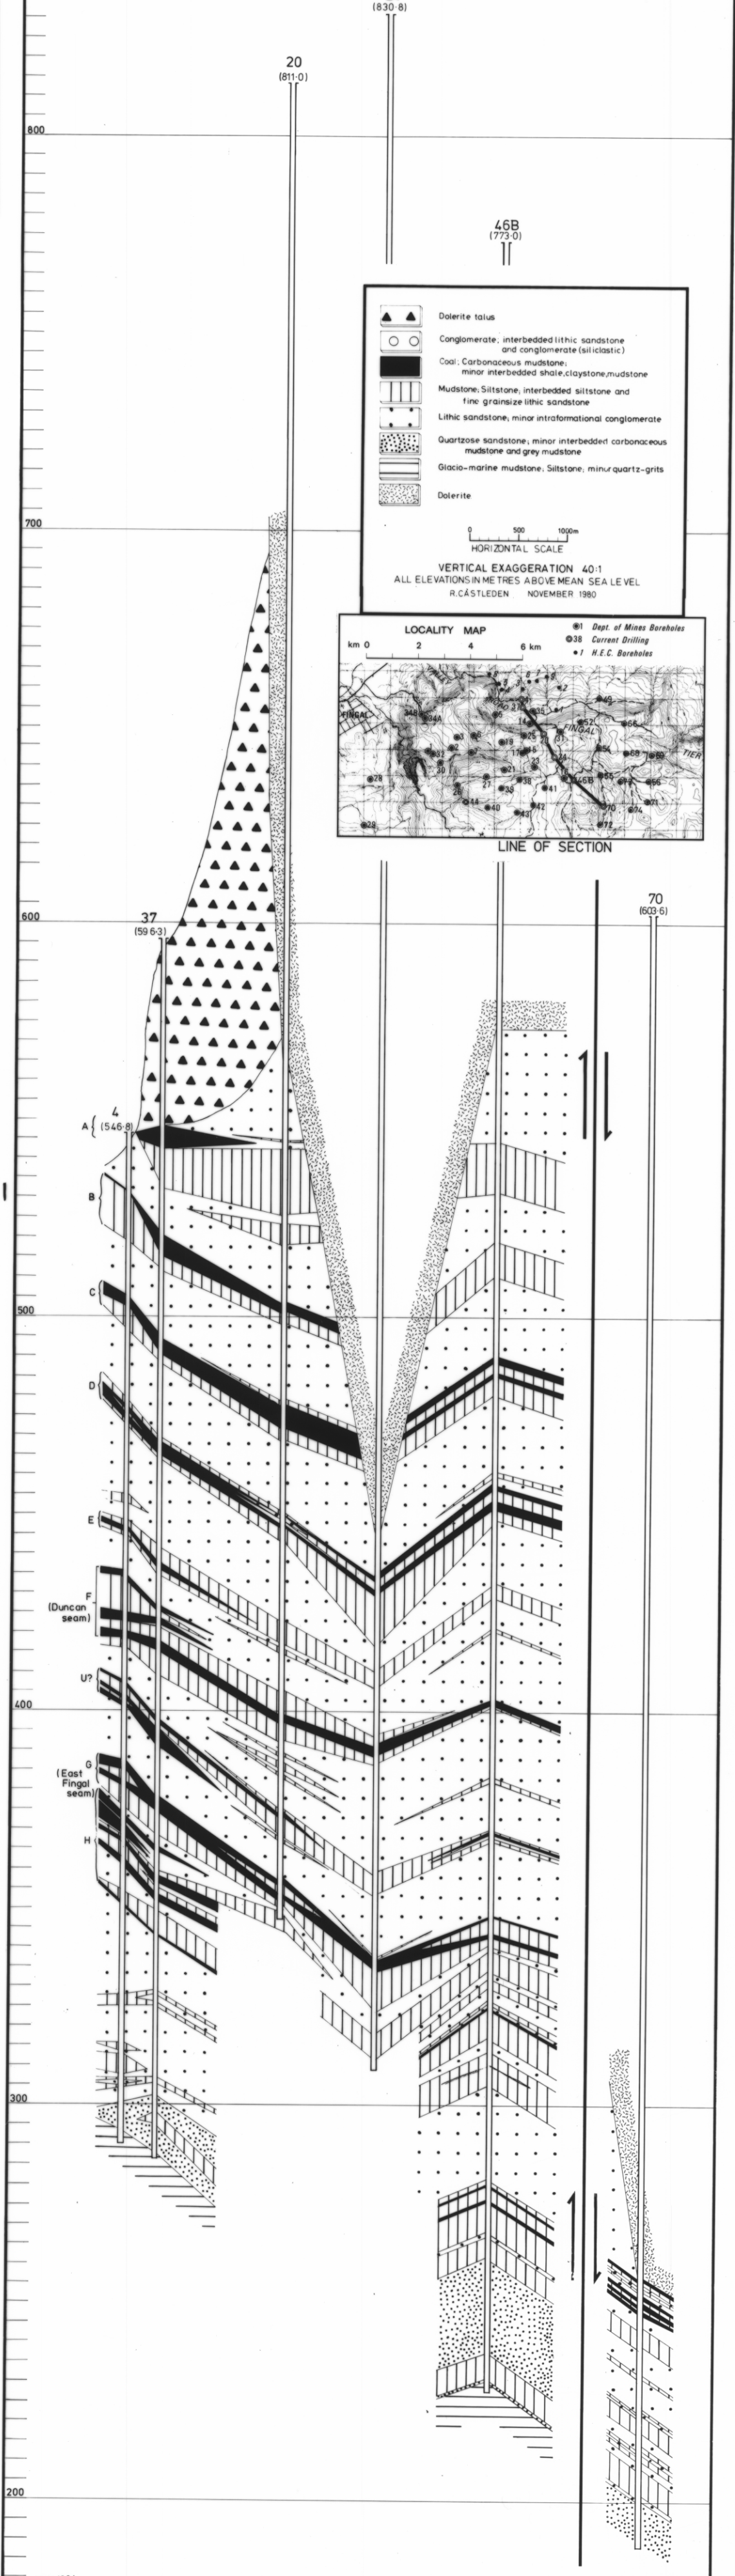 (830·8)
20
(811·0)
800
46B
(773·0)
Dolerite talus
Conglomerate; interbedded lithic sandstone
and conglomerate (siliclastic)
Coal; Carbonaceous mudstone;
minor interbedded shale, claystone, mudstone
Mudstone; Siltstone; interbedded siltstone and
fine grainsize lithic sandstone
Lithic sandstone; minor intraformational conglomerate
Quartzose sandstone; minor interbedded carbonaceous
mudstone and grey mudstone
Glacio-marine mudstone; Siltstone; minor quartz-grits
Dolerite
700
0 500 1000m
HORIZONTAL SCALE
VERTICAL EXAGGERATION 40:1
ALL ELEVATIONS IN METRES ABOVE MEAN SEA LEVEL
R.CASTLEDEN NOVEMBER 1980
LOCALITY MAP
1 Dept. of Mines Boreholes
38 Current Drilling
1 H.E.C. Boreholes
km 0 2 4 6 km
FINGAL
FINGAL
TIER
LINE OF SECTION
600
37
(596·3)
70
(603·6)
4
(546·8)
A
B
C
500
D
E
F
(Duncan
seam)
U?
400
G
(East
Fingal
seam)
H
300
200